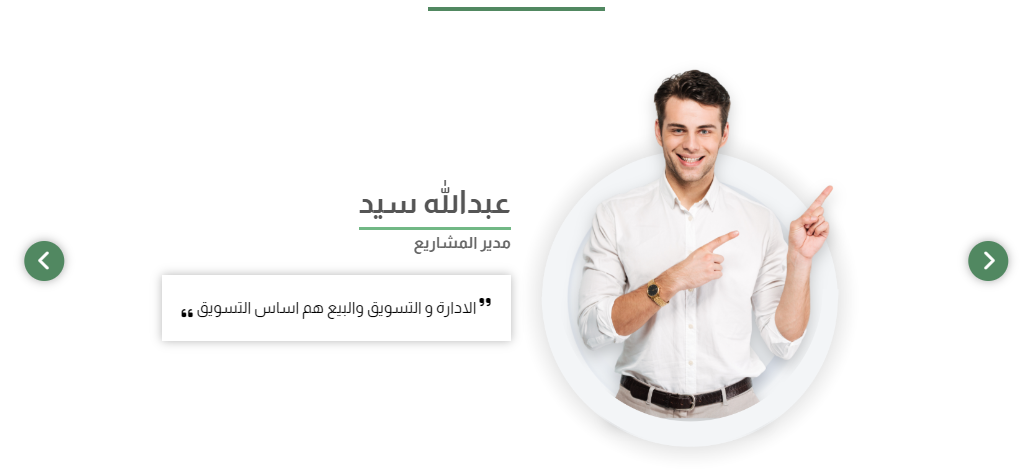 عبدالله سيد
مدير المشاريع
❞ الادارة و التسويق والبيع هم اساس التسويق ❝